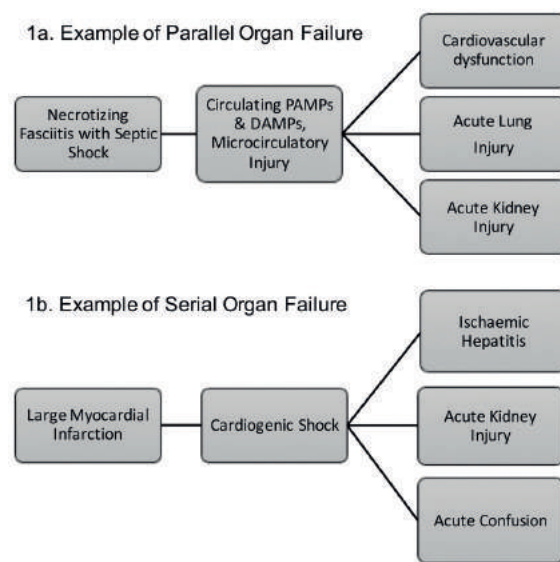 1a. Example of Parallel Organ Failure
Necrotizing
Fasciitis with Septic
Shock
Circulating PAMPs
& DAMPs,
Microcirculatory
Injury
Cardiovascular
dysfunction
Acute Lung
Injury
Acute Kidney
Injury
1b. Example of Serial Organ Failure
Large Myocardial
Infarction
Cardiogenic Shock
Ischaemic
Hepatitis
Acute Kidney
Injury
Acute Confusion